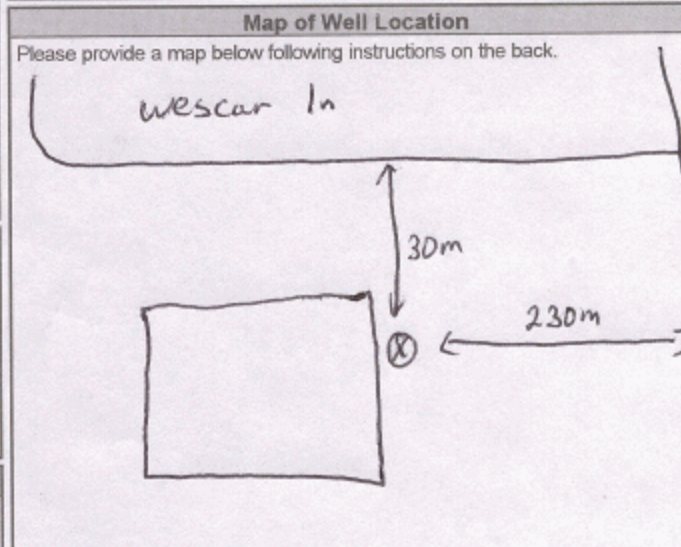 Map of Well Location
Please provide a map below following instructions on the back.
wescar ln
30m
230m
X